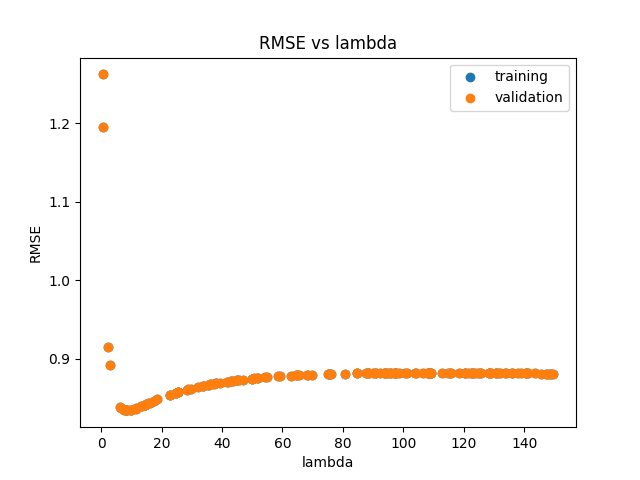 RMSE vs lambda
training
validation
1.2
1.1
1.0
0.9
RMSE
0 20 40 60 80 100 120 140
lambda